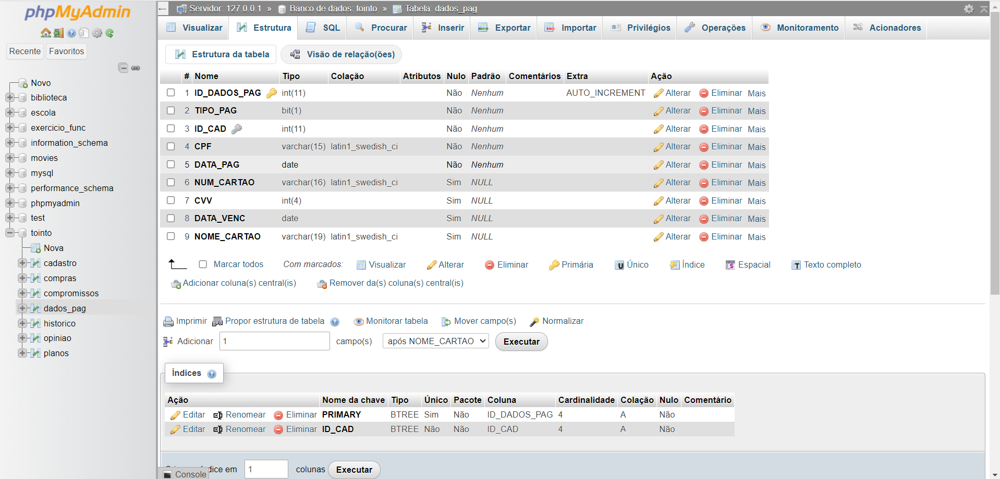 phpMyAdmin
Recente Favoritos
Novo
biblioteca
escola
exercicio_func
information_schema
movies
mysql
performance_schema
phpmyadmin
test
tointo
Nova
cadastro
compras
compromissos
dados_pag
historico
opiniao
planos
Servidor: 127.0.0.1 » Banco de dados: tointo » Tabela: dados_pag
Visualizar Estrutura SQL Procurar Inserir Exportar Importar Privilégios Operações Monitoramento Acionadores
Estrutura da tabela Visão de relação(ões)
# Nome Tipo Colação Atributos Nulo Padrão Comentários Extra Ação
1 ID_DADOS_PAG int(11) Não Nenhum AUTO_INCREMENT Alterar Eliminar Mais
2 TIPO_PAG bit(1) Não Nenhum Alterar Eliminar Mais
3 ID_CAD int(11) Não Nenhum Alterar Eliminar Mais
4 CPF varchar(15) latin1_swedish_ci Não Nenhum Alterar Eliminar Mais
5 DATA_PAG date Não Nenhum Alterar Eliminar Mais
6 NUM_CARTAO varchar(16) latin1_swedish_ci Sim NULL Alterar Eliminar Mais
7 CVV int(4) Sim NULL Alterar Eliminar Mais
8 DATA_VENC date Sim NULL Alterar Eliminar Mais
9 NOME_CARTAO varchar(19) latin1_swedish_ci Sim NULL Alterar Eliminar Mais
Marcar todos Com marcados: Visualizar Alterar Eliminar Primária Único Índice Espacial Texto completo
Adicionar coluna(s) central(is) Remover da(s) coluna(s) central(is)
Imprimir Propor estrutura de tabela Monitorar tabela Mover campo(s) Normalizar
Adicionar 1 campo(s) após NOME_CARTAO Executar
Índices
Ação Nome da chave Tipo Único Pacote Coluna Cardinalidade Colação Nulo Comentário
Editar Renomear Eliminar PRIMARY BTREE Sim Não ID_DADOS_PAG 4 A Não
Editar Renomear Eliminar ID_CAD BTREE Não Não ID_CAD 4 A Não
dice em 1 colunas Executar
Console